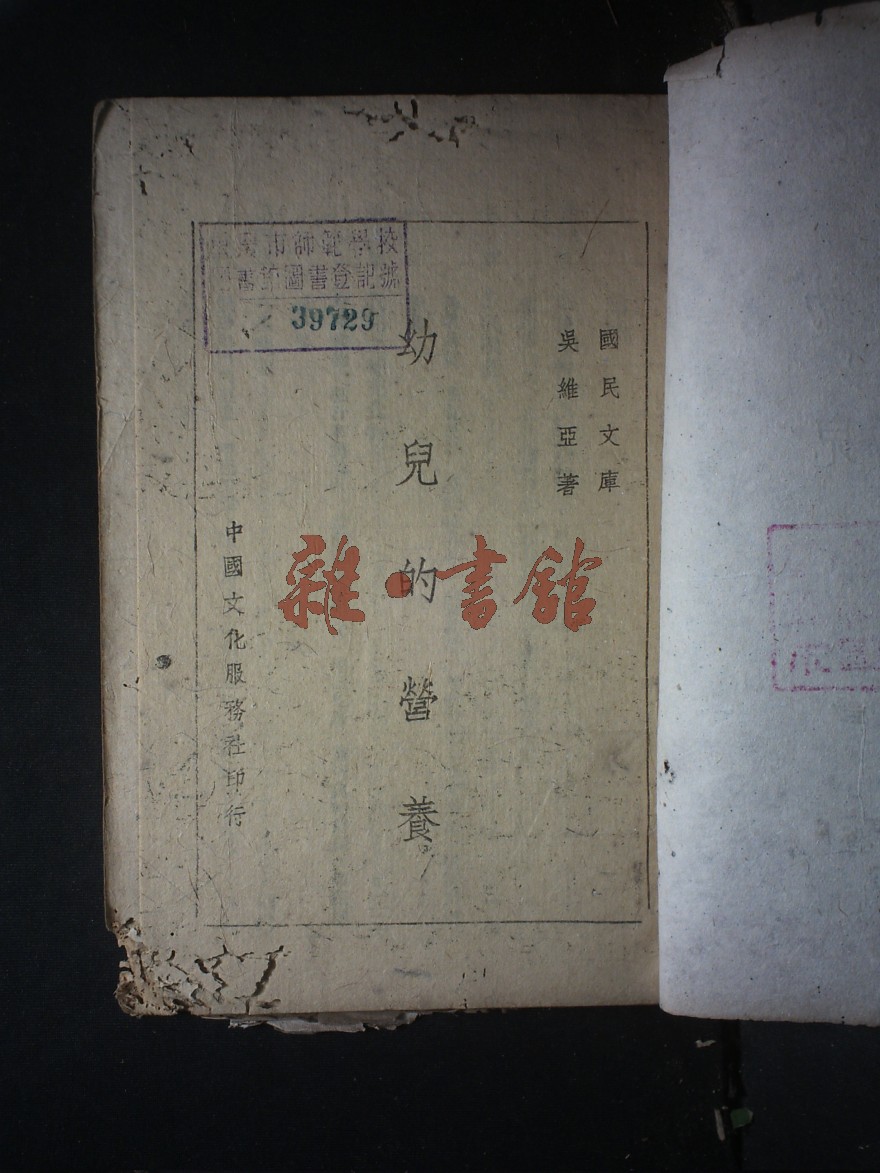 國民文庫
吳維亞著
幼兒的營養
中國文化服務社印行
市師範學校
書館圖書登記號
39729
雜·書館